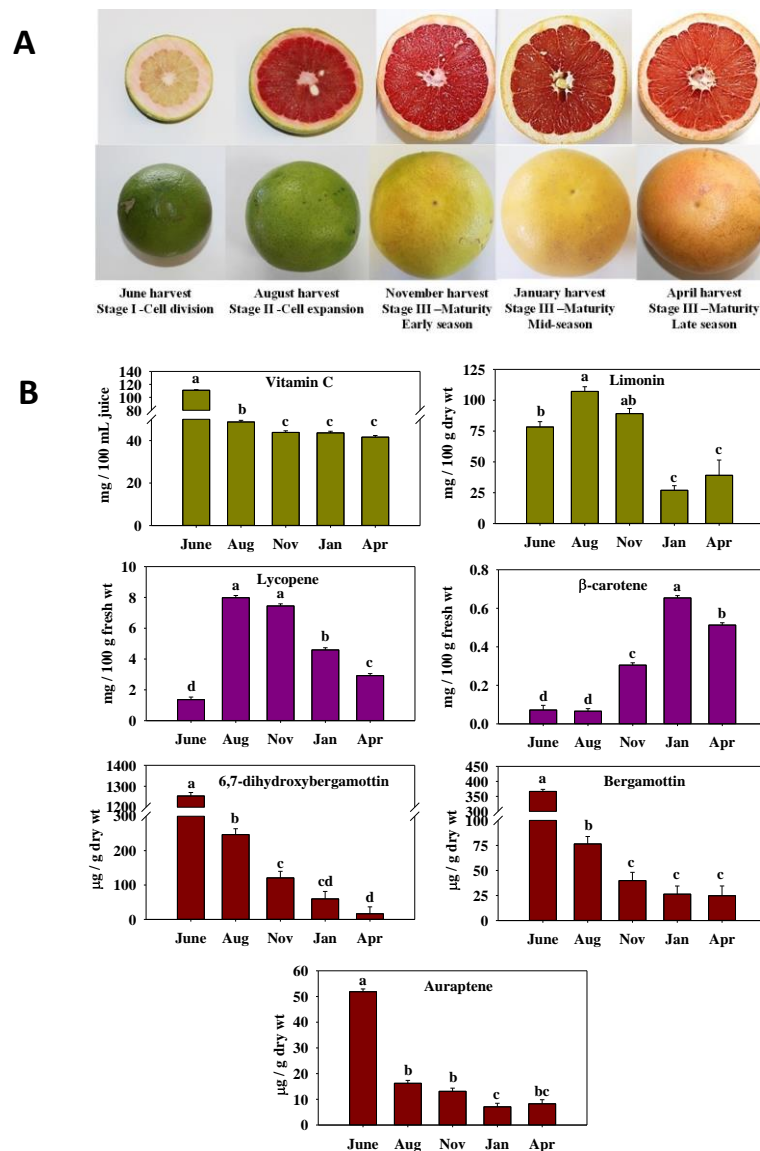 A
June harvest
Stage I -Cell division
August harvest
Stage II -Cell expansion
November harvest
Stage III –Maturity
Early season
January harvest
Stage III –Maturity
Mid-season
April harvest
Stage III –Maturity
Late season
B
Vitamin C
mg / 100 mL juice
120
100
80
40
20
0
a
b
c
c
c
June Aug Nov Jan Apr
Limonin
mg / 100 g dry wt
125
100
75
50
25
0
b
a
ab
c
c
June Aug Nov Jan Apr
Lycopene
mg / 100 g fresh wt
10
8
6
4
2
0
d
a
a
b
c
June Aug Nov Jan Apr
β-carotene
mg / 100 g fresh wt
0.8
0.6
0.4
0.2
0.0
d
d
c
a
b
June Aug Nov Jan Apr
6,7-dihydroxybergamottin
µg / g dry wt
1400
1300
1200
300
200
100
0
a
b
c
cd
d
June Aug Nov Jan Apr
Bergamottin
µg / g dry wt
450
400
350
300
100
75
50
25
0
a
b
c
c
c
June Aug Nov Jan Apr
Auraptene
µg / g dry wt
60
50
40
30
20
10
0
a
b
b
c
bc
June Aug Nov Jan Apr